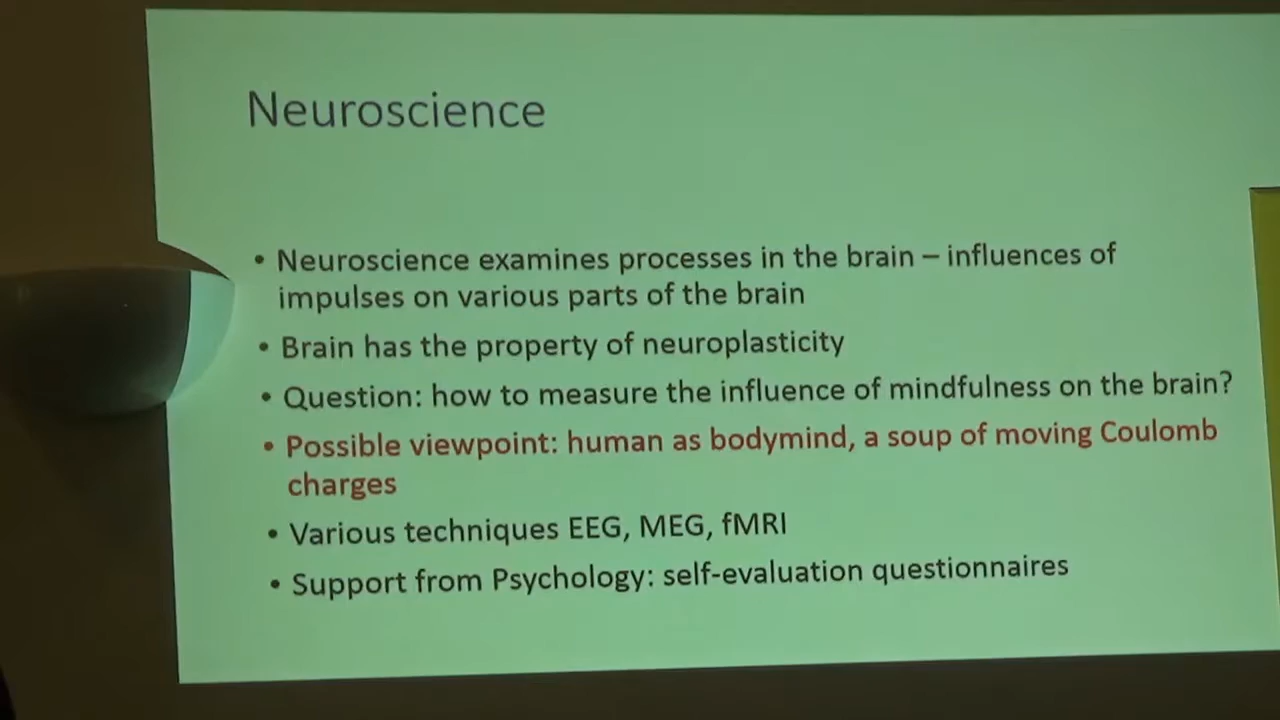 Neuroscience
• Neuroscience examines processes in the brain – influences of
impulses on various parts of the brain
• Brain has the property of neuroplasticity
• Question: how to measure the influence of mindfulness on the brain?
• Possible viewpoint: human as bodymind, a soup of moving Coulomb
charges
• Various techniques EEG, MEG, fMRI
• Support from Psychology: self-evaluation questionnaires